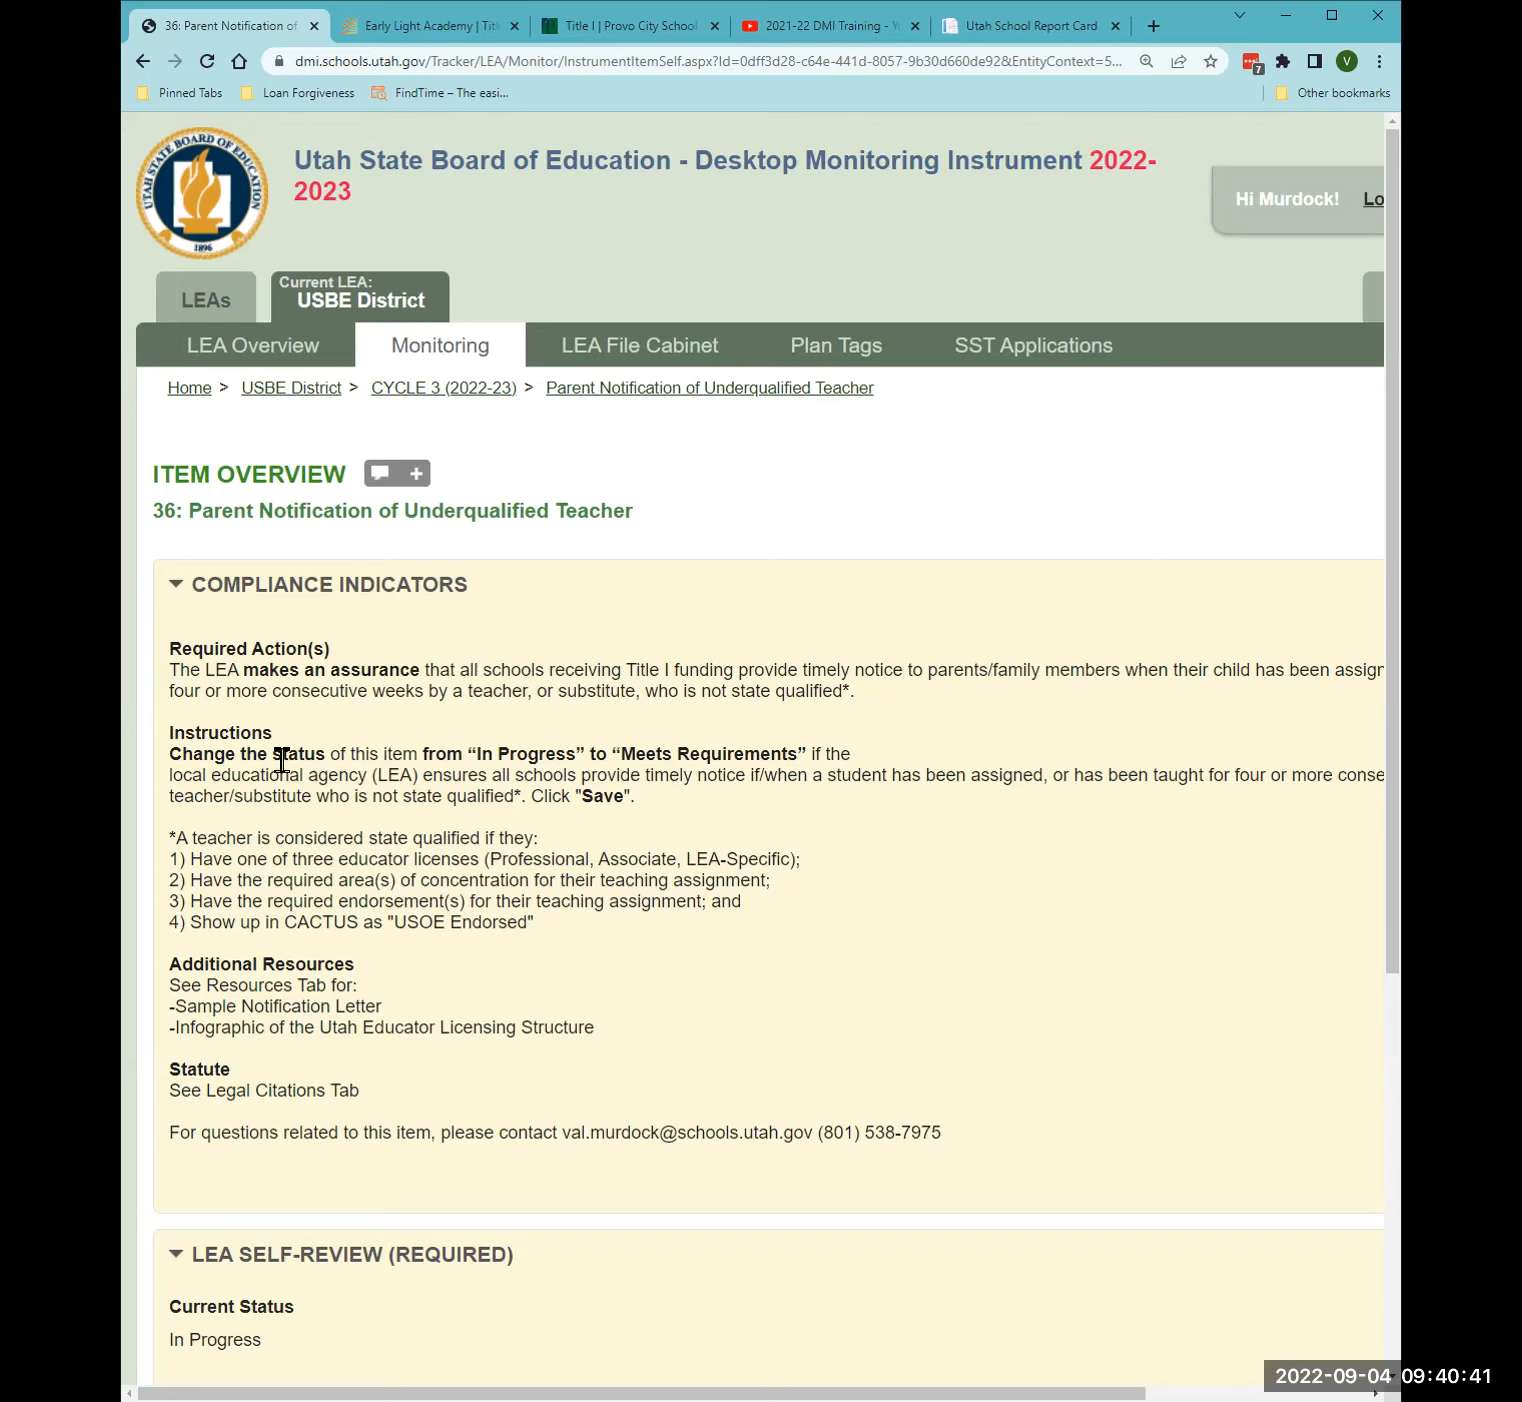 36: Parent Notification of
Early Light Academy | Titl
Title I | Provo City School
2021-22 DMI Training - Y
Utah School Report Card
dmi.schools.utah.gov/Tracker/LEA/Monitor/InstrumentItemSelf.aspx?Id=0dff3d28-c64e-441d-8057-9b30d660de92&EntityContext=5...
7
V
Pinned Tabs
Loan Forgiveness
FindTime – The easi...
Other bookmarks
UTAH STATE BOARD OF EDUCATION
1896
Utah State Board of Education - Desktop Monitoring Instrument 2022-
2023
Hi Murdock! Lo
LEAs
Current LEA:
USBE District
LEA Overview
Monitoring
LEA File Cabinet
Plan Tags
SST Applications
Home > USBE District > CYCLE 3 (2022-23) > Parent Notification of Underqualified Teacher
ITEM OVERVIEW
36: Parent Notification of Underqualified Teacher
COMPLIANCE INDICATORS
Required Action(s)
The LEA makes an assurance that all schools receiving Title I funding provide timely notice to parents/family members when their child has been assign
four or more consecutive weeks by a teacher, or substitute, who is not state qualified*.
Instructions
Change the status of this item from “In Progress” to “Meets Requirements” if the
local educational agency (LEA) ensures all schools provide timely notice if/when a student has been assigned, or has been taught for four or more conse
teacher/substitute who is not state qualified*. Click "Save".
*A teacher is considered state qualified if they:
1) Have one of three educator licenses (Professional, Associate, LEA-Specific);
2) Have the required area(s) of concentration for their teaching assignment;
3) Have the required endorsement(s) for their teaching assignment; and
4) Show up in CACTUS as "USOE Endorsed"
Additional Resources
See Resources Tab for:
-Sample Notification Letter
-Infographic of the Utah Educator Licensing Structure
Statute
See Legal Citations Tab
For questions related to this item, please contact val.murdock@schools.utah.gov (801) 538-7975
LEA SELF-REVIEW (REQUIRED)
Current Status
In Progress
2022-09-04 09:40:41